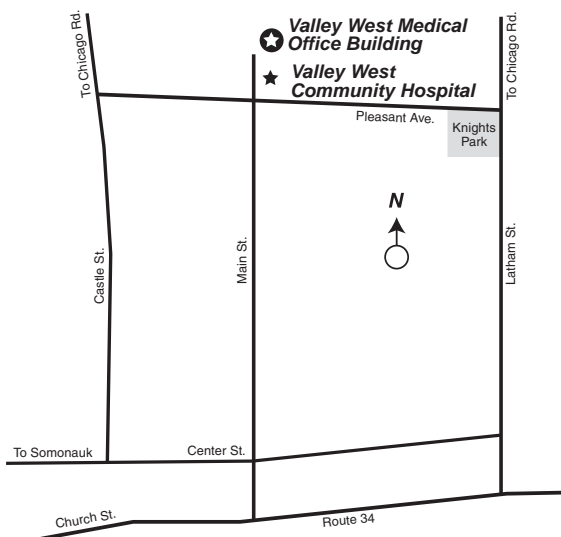 To Chicago Rd.
Valley West Medical
Office Building
Valley West
Community Hospital
To Chicago Rd.
Pleasant Ave.
Knights
Park
N
Castle St.
Main St.
Latham St.
To Somonauk
Center St.
Church St.
Route 34